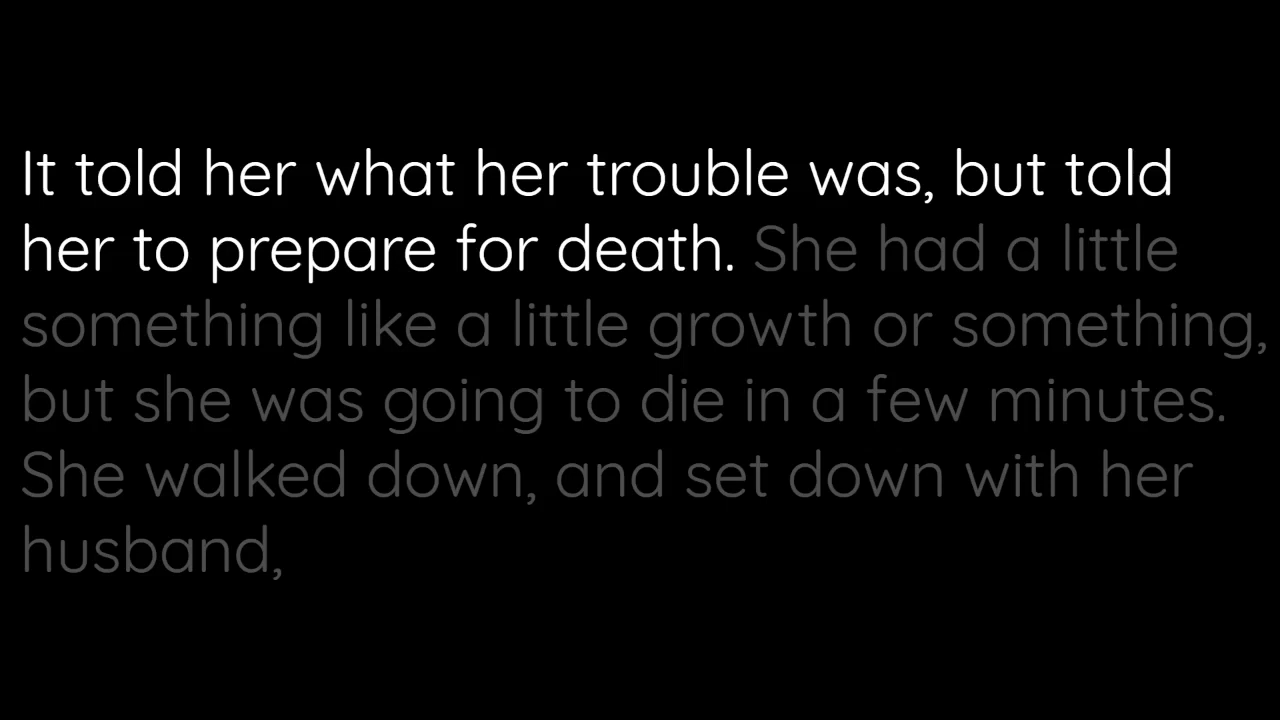 It told her what her trouble was, but told
her to prepare for death. She had a little
something like a little growth or something,
but she was going to die in a few minutes.
She walked down, and set down with her
husband,